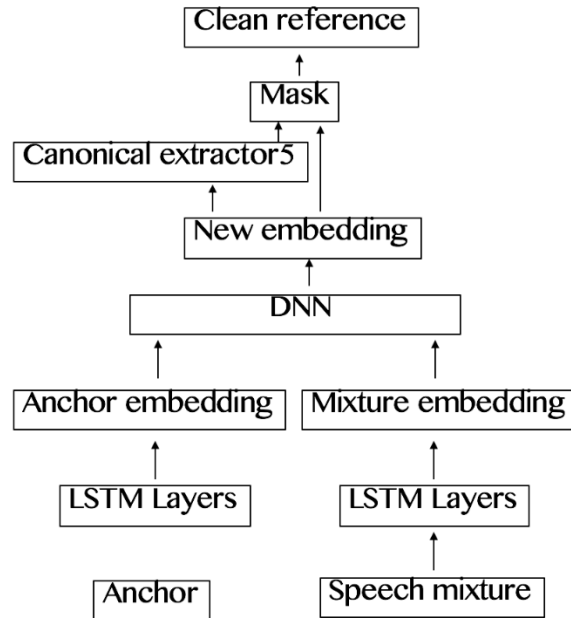 Clean reference
Mask
Canonical extractor5
New embedding
DNN
Anchor embedding
Mixture embedding
LSTM Layers
LSTM Layers
Anchor
Speech mixture